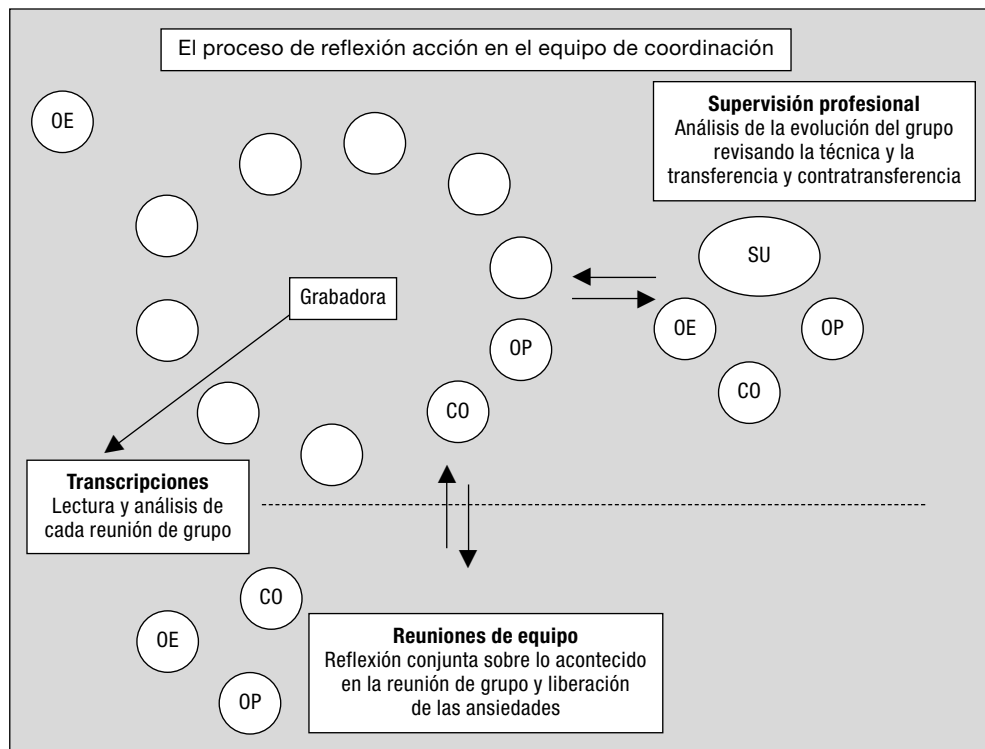 El proceso de reflexión acción en el equipo de coordinación
OE
Supervisión profesional
Análisis de la evolución del grupo
revisando la técnica y la
transferencia y contratransferencia
SU
Grabadora
OE
OP
OP
CO
CO
Transcripciones
Lectura y análisis de
cada reunión de grupo
CO
OE
OP
Reuniones de equipo
Reflexión conjunta sobre lo acontecido
en la reunión de grupo y liberación
de las ansiedades